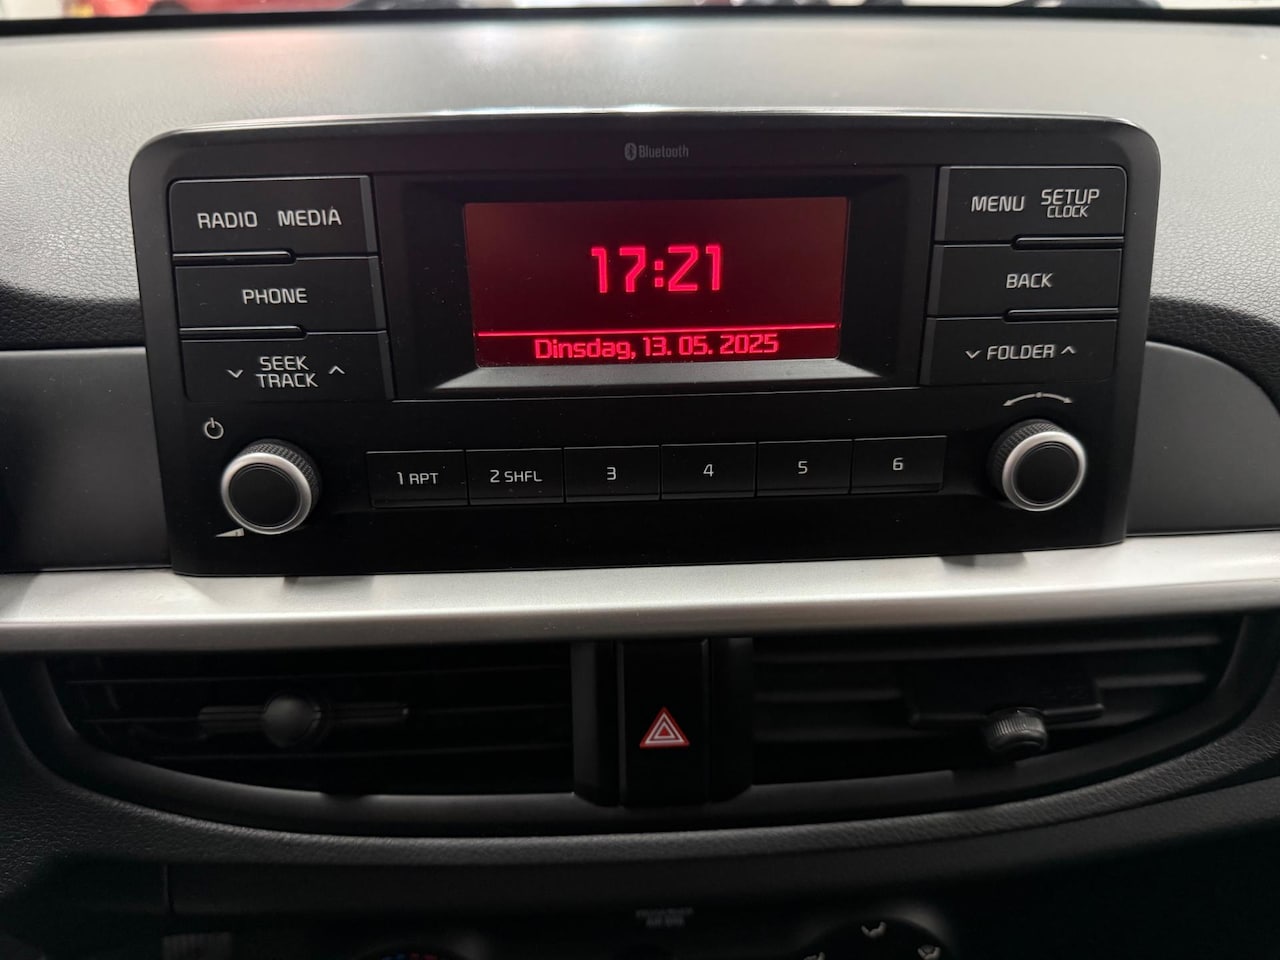 Bluetooth
RADIO MEDIA
MENU SETUP
CLOCK
17:21
Dinsdag, 13. 05. 2025
PHONE
BACK
SEEK
TRACK
FOLDER
1 RPT
2 SHFL
3
4
5
6